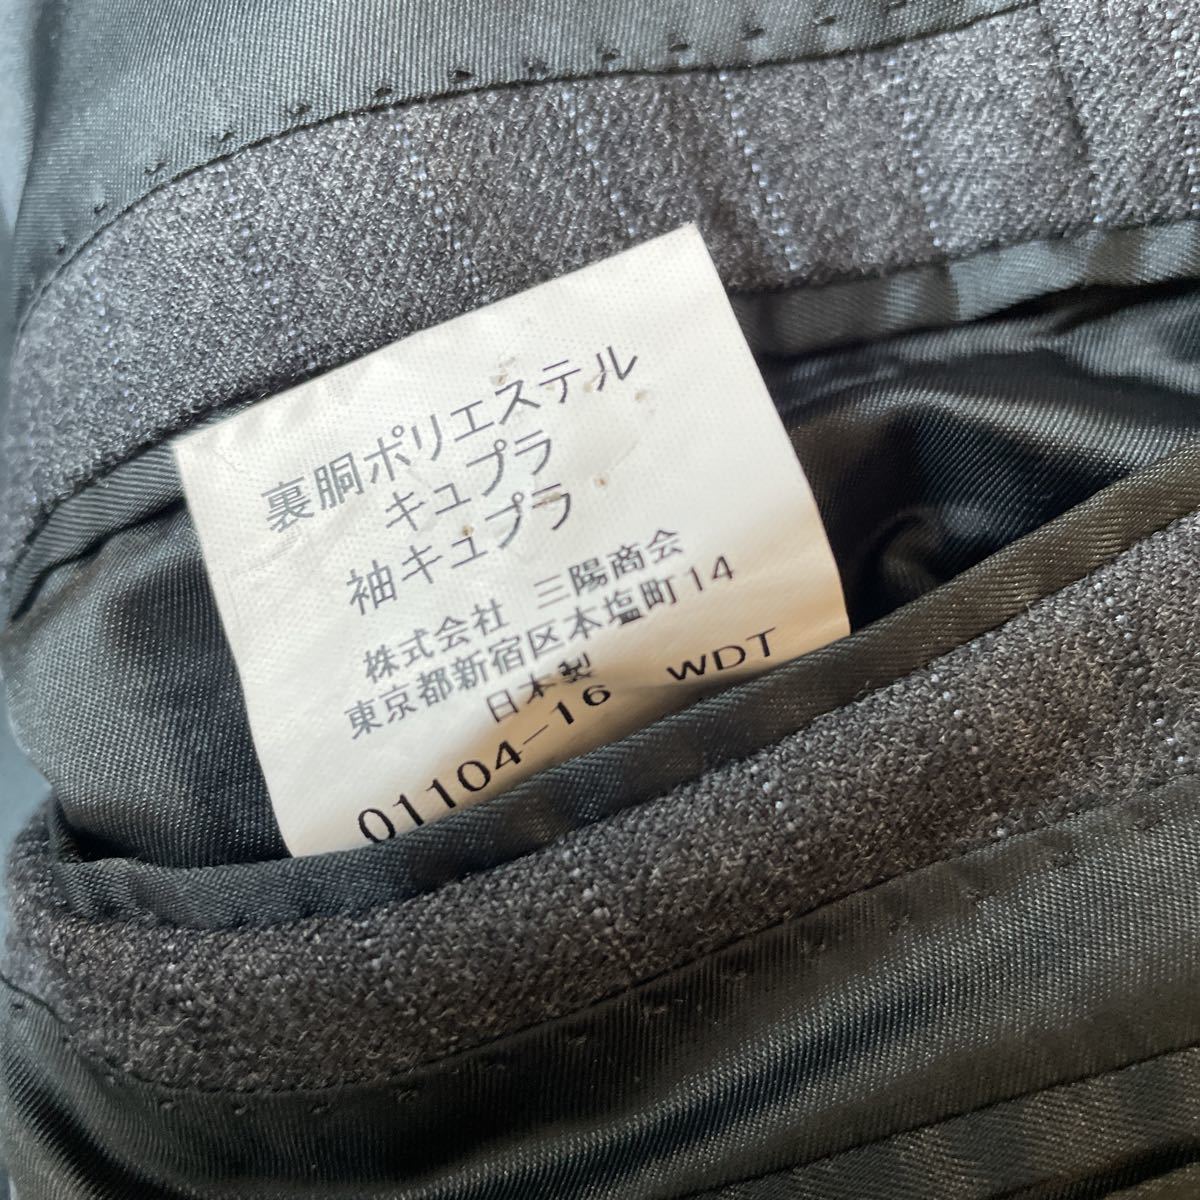 裏胴ポリエステル
キュプラ
袖キュプラ
株式会社 三陽商会
東京都新宿区本塩町14
日本製
01104-16 WDT